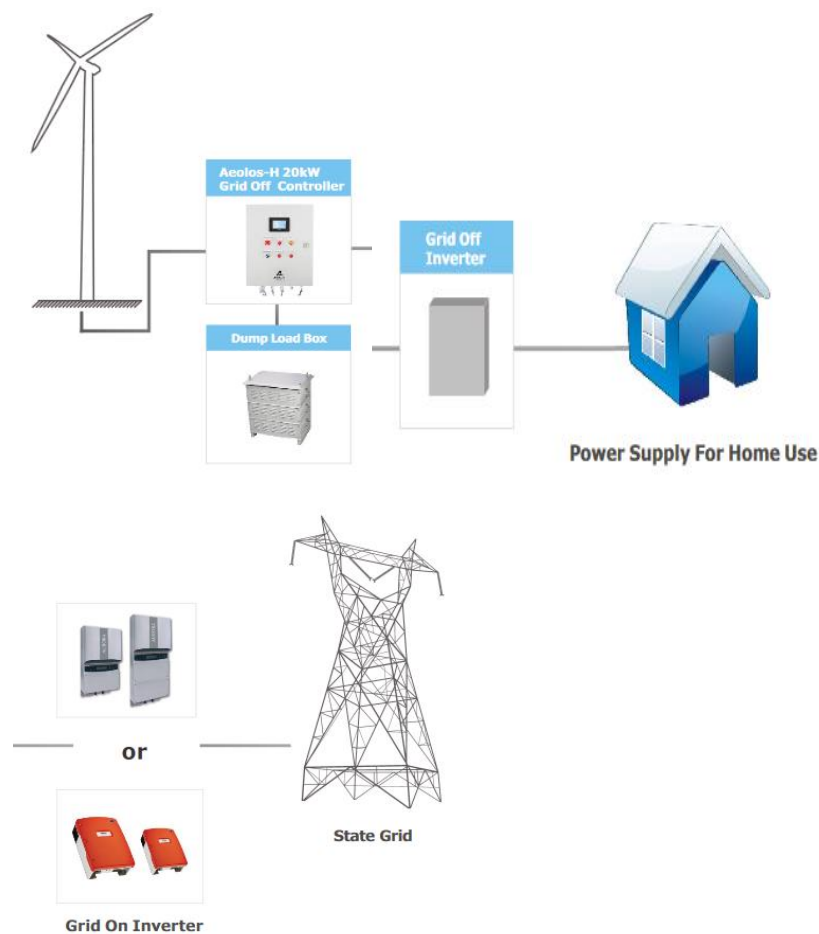 Aeolos-H 20kW
Grid Off Controller
Grid Off
Inverter
Dump Load Box
Power Supply For Home Use
or
State Grid
Grid On Inverter